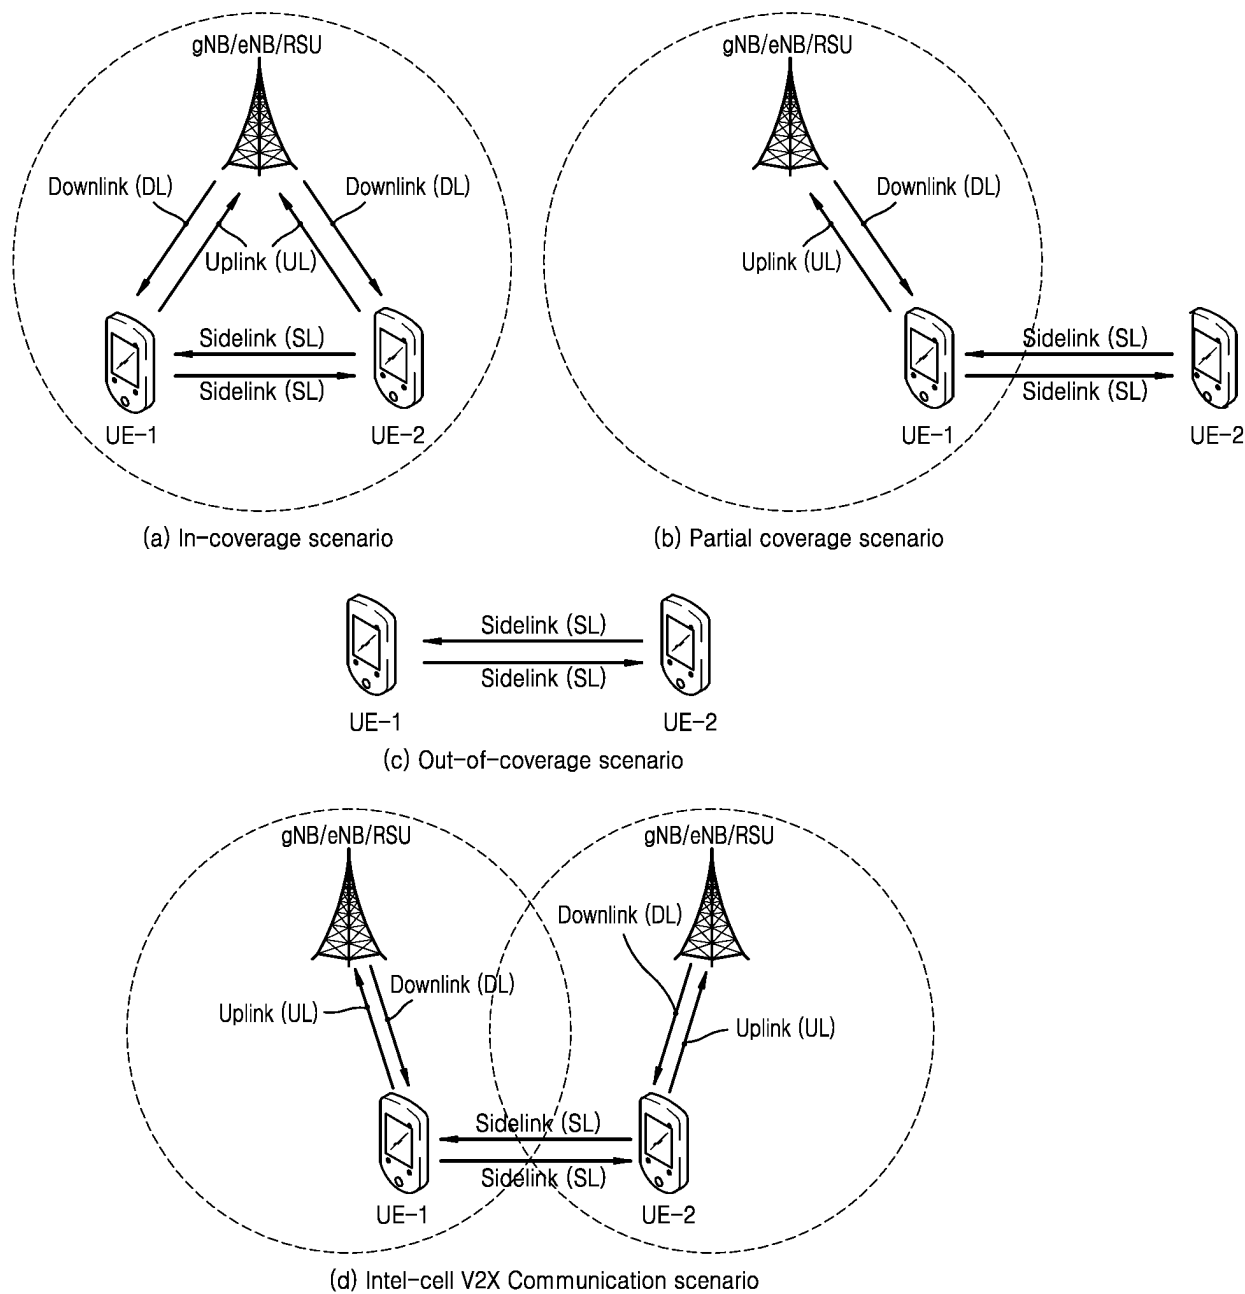 gNB/eNB/RSU
Downlink (DL)
Downlink (DL)
Uplink (UL)
Sidelink (SL)
Sidelink (SL)
UE-1
UE-2
(a) In-coverage scenario
gNB/eNB/RSU
Downlink (DL)
Uplink (UL)
Sidelink (SL)
Sidelink (SL)
UE-1
UE-2
(b) Partial coverage scenario
Sidelink (SL)
Sidelink (SL)
UE-1
UE-2
(c) Out-of-coverage scenario
gNB/eNB/RSU
gNB/eNB/RSU
Downlink (DL)
Downlink (DL)
Uplink (UL)
Uplink (UL)
Sidelink (SL)
Sidelink (SL)
UE-1
UE-2
(d) Intel-cell V2X Communication scenario